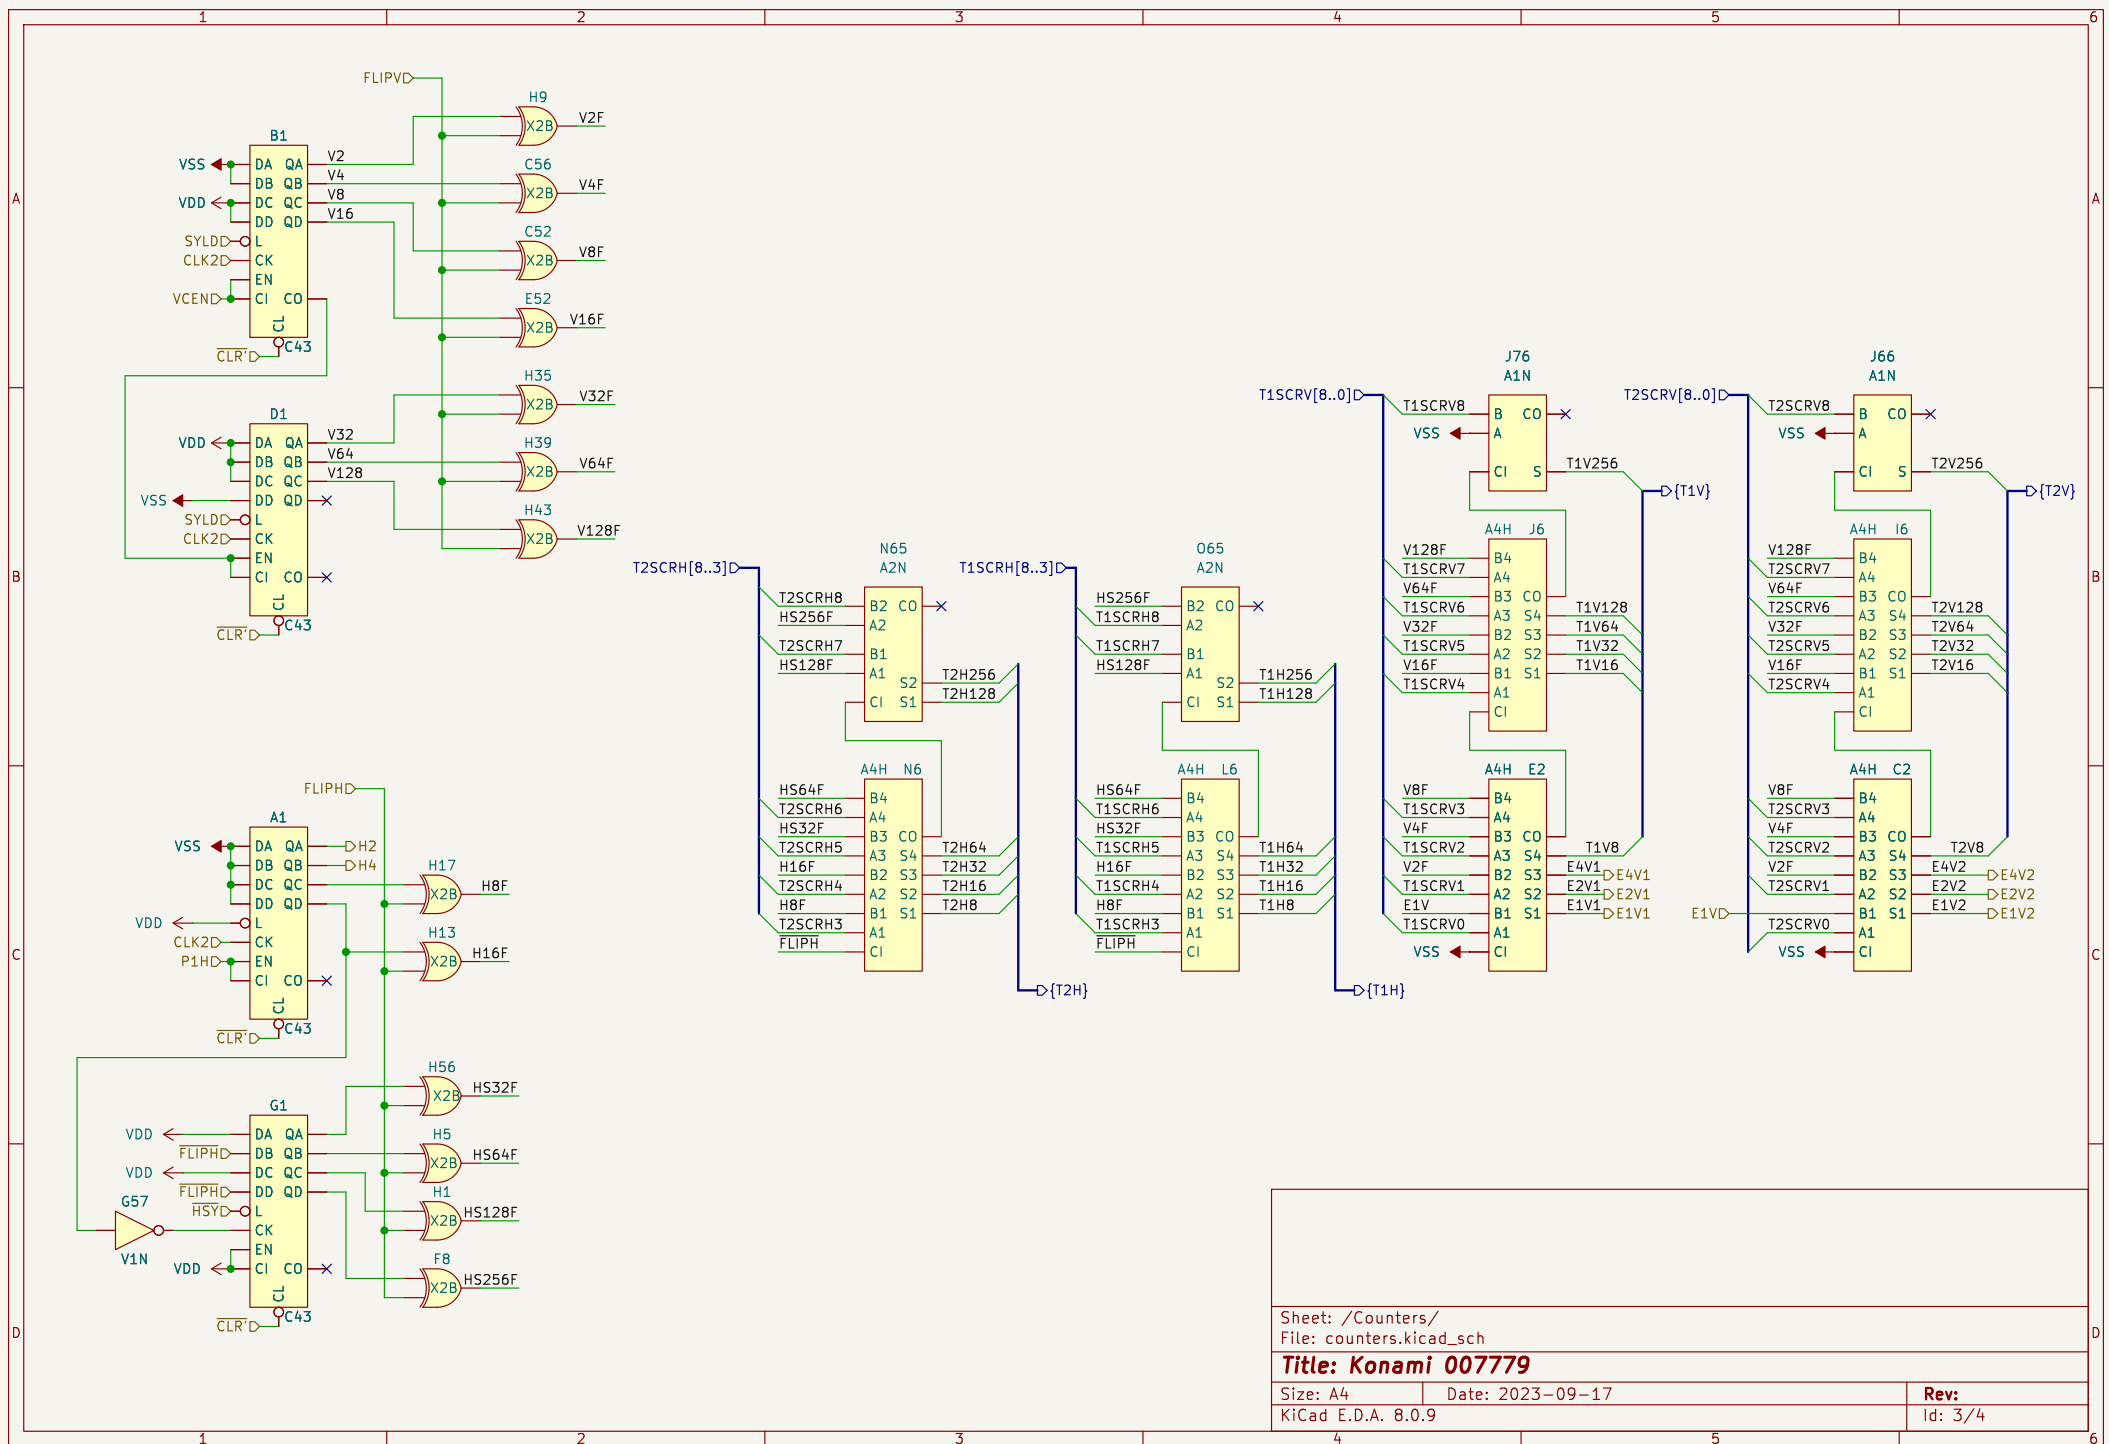 1 2 3 4 5 6
A
B
C
D
FLIPV
H9
X2B
V2F
C56
X2B
V4F
C52
X2B
V8F
E52
X2B
V16F
H35
X2B
V32F
H39
X2B
V64F
H43
X2B
V128F
B1
VSS DA QA V2
DB QB V4
VDD DC QC V8
DD QD V16
SYLD L
CLK2 CK
EN
VCEN CI CO
CL
CLR' C43
D1
VDD DA QA V32
DB QB V64
DC QC V128
VSS DD QD
SYLD L
CLK2 CK
EN
CI CO
CL
CLR' C43
FLIPH
A1
VSS DA QA H2
DB QB H4
DC QC
DD QD
VDD L
CLK2 CK
P1H EN
CI CO
CL
CLR' C43
H17
X2B
H8F
H13
X2B
H16F
H56
X2B
HS32F
H5
X2B
HS64F
H1
X2B
HS128F
F8
X2B
HS256F
G1
VDD DA QA
FLIPH DB QB
VDD DC QC
FLIPH DD QD
HSY L
CK
EN
VDD CI CO
CL
CLR' C43
G57
V1N
T2SCRH[8..3]
N65
A2N
T2SCRH8 B2 CO
HS256F A2
T2SCRH7 B1
HS128F A1
S2 T2H256
CI S1 T2H128
A4H N6
HS64F B4
T2SCRH6 A4
HS32F B3 CO
T2SCRH5 A3 S4 T2H64
H16F B2 S3 T2H32
T2SCRH4 A2 S2 T2H16
H8F B1 S1 T2H8
T2SCRH3 A1
FLIPH CI
{T2H}
T1SCRH[8..3]
O65
A2N
HS256F B2 CO
T1SCRH8 A2
T1SCRH7 B1
HS128F A1
S2 T1H256
CI S1 T1H128
A4H L6
HS64F B4
T1SCRH6 A4
HS32F B3 CO
T1SCRH5 A3 S4 T1H64
H16F B2 S3 T1H32
T1SCRH4 A2 S2 T1H16
H8F B1 S1 T1H8
T1SCRH3 A1
FLIPH CI
{T1H}
J76
A1N
T1SCRV[8..0]
T1SCRV8 B CO
VSS A
CI S T1V256
{T1V}
A4H J6
V128F B4
T1SCRV7 A4
V64F B3 CO
T1SCRV6 A3 S4 T1V128
V32F B2 S3 T1V64
T1SCRV5 A2 S2 T1V32
V16F B1 S1 T1V16
T1SCRV4 A1
CI
A4H E2
V8F B4
T1SCRV3 A4
V4F B3 CO
T1SCRV2 A3 S4 T1V8
V2F B2 S3 E4V1 E4V1
T1SCRV1 A2 S2 E2V1 E2V1
E1V B1 S1 E1V1 E1V1
T1SCRV0 A1
VSS CI
J66
A1N
T2SCRV[8..0]
T2SCRV8 B CO
VSS A
CI S T2V256
{T2V}
A4H I6
V128F B4
T2SCRV7 A4
V64F B3 CO
T2SCRV6 A3 S4 T2V128
V32F B2 S3 T2V64
T2SCRV5 A2 S2 T2V32
V16F B1 S1 T2V16
T2SCRV4 A1
CI
A4H C2
V8F B4
T2SCRV3 A4
V4F B3 CO
T2SCRV2 A3 S4 T2V8
V2F B2 S3 E4V2 E4V2
T2SCRV1 A2 S2 E2V2 E2V2
E1V B1 S1 E1V2 E1V2
T2SCRV0 A1
VSS CI
Sheet: /Counters/
File: counters.kicad_sch
Title: Konami 007779
Size: A4 Date: 2023-09-17 Rev:
KiCad E.D.A. 8.0.9 Id: 3/4
A
B
C
D
1 2 3 4 5 6